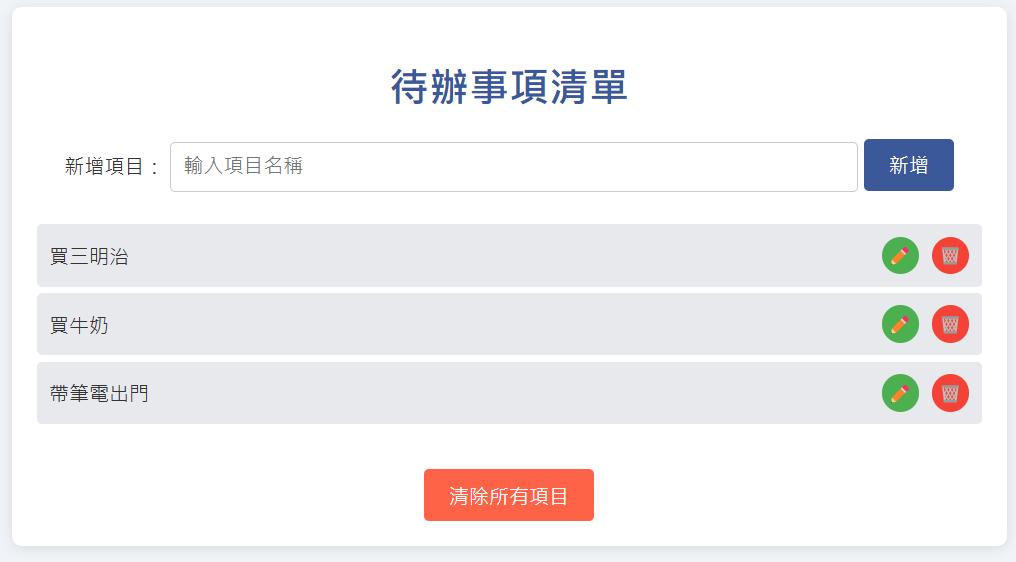 待辦事項清單
新增項目： 輸入項目名稱 新增
買三明治
買牛奶
帶筆電出門
清除所有項目